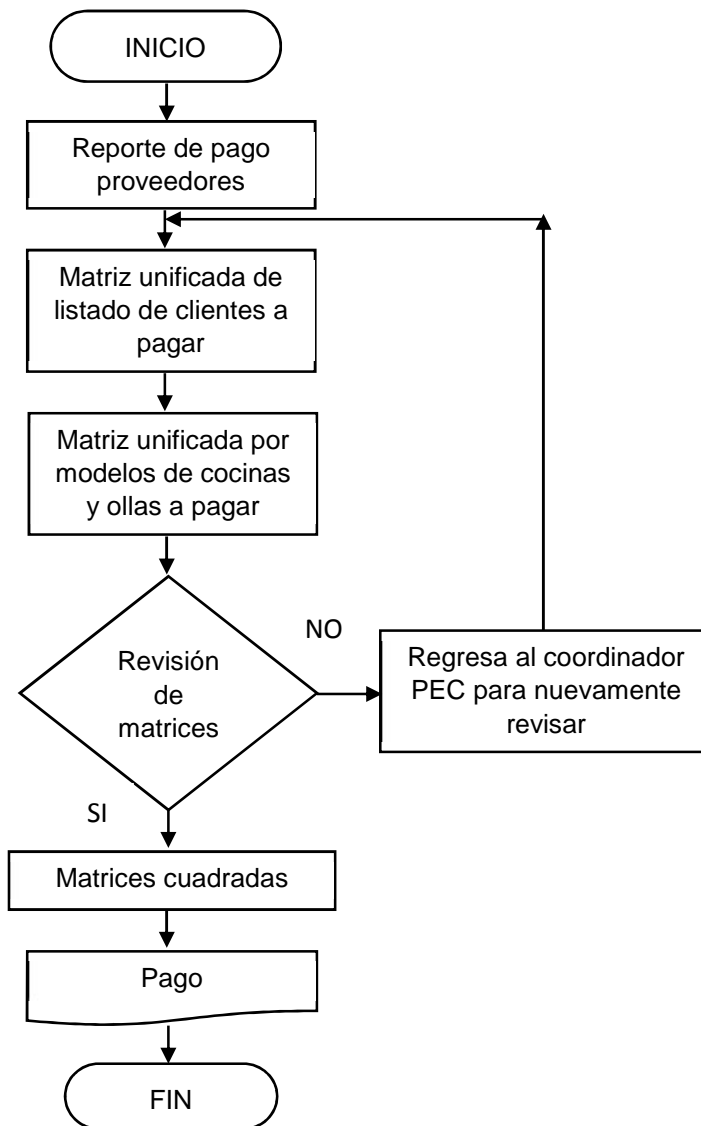 INICIO
Reporte de pago
proveedores
Matriz unificada de
listado de clientes a
pagar
Matriz unificada por
modelos de cocinas
y ollas a pagar
Revisión
de
matrices
NO
Regresa al coordinador
PEC para nuevamente
revisar
SI
Matrices cuadradas
Pago
FIN